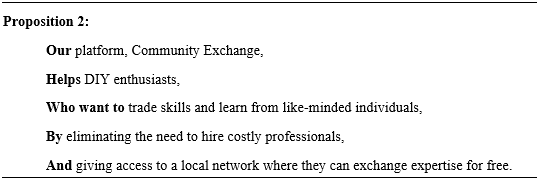 Proposition 2:
Our platform, Community Exchange,
Helps DIY enthusiasts,
Who want to trade skills and learn from like-minded individuals,
By eliminating the need to hire costly professionals,
And giving access to a local network where they can exchange expertise for free.